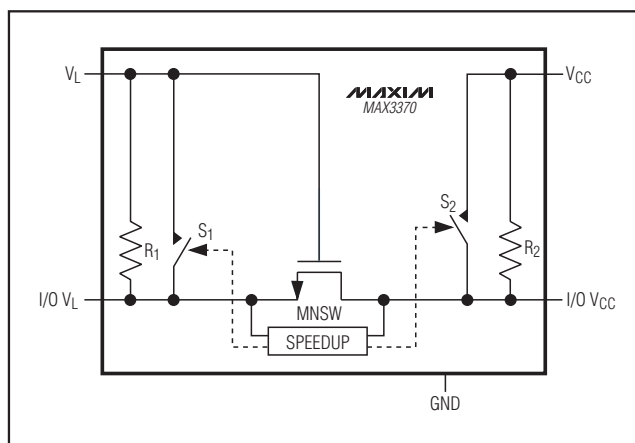 VL
VCC
MAXIM
MAX3370
S1
S2
R1
R2
I/O VL
I/O VCC
MNSW
SPEEDUP
GND